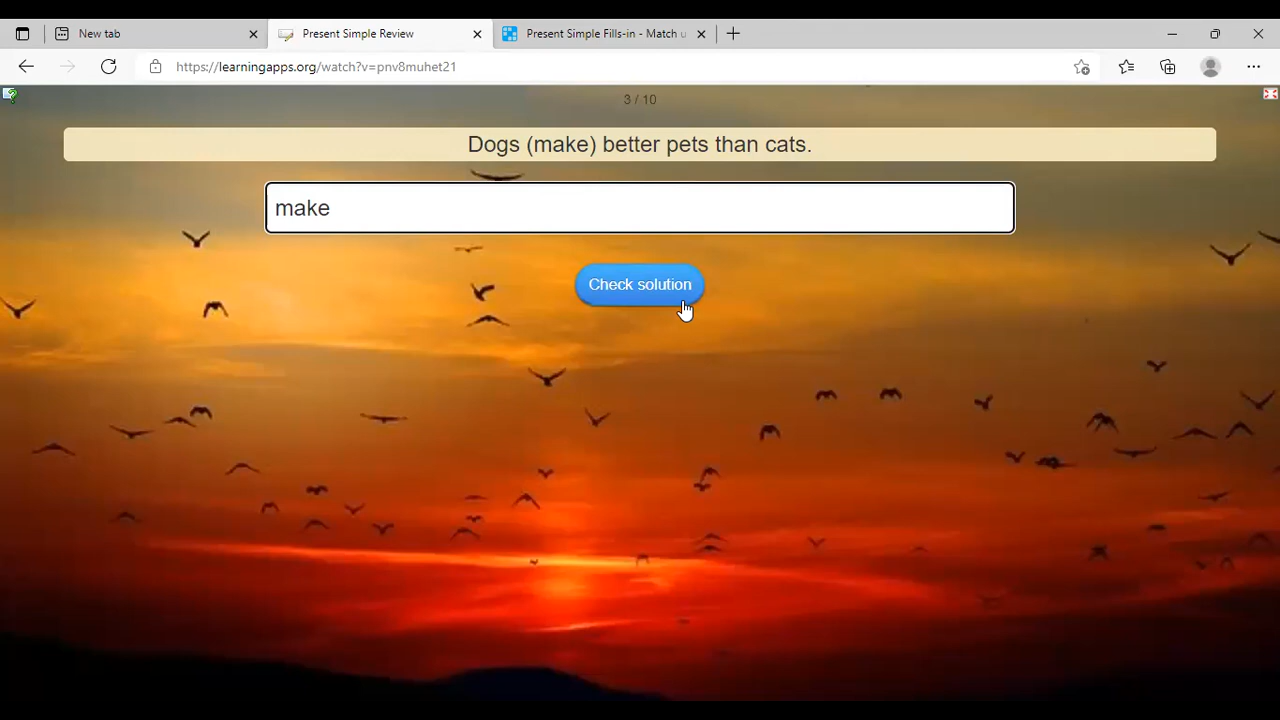 New tab
Present Simple Review
Present Simple Fills-in - Match u
https://learningapps.org/watch?v=pnv8muhet21
3 / 10
Dogs (make) better pets than cats.
make
Check solution